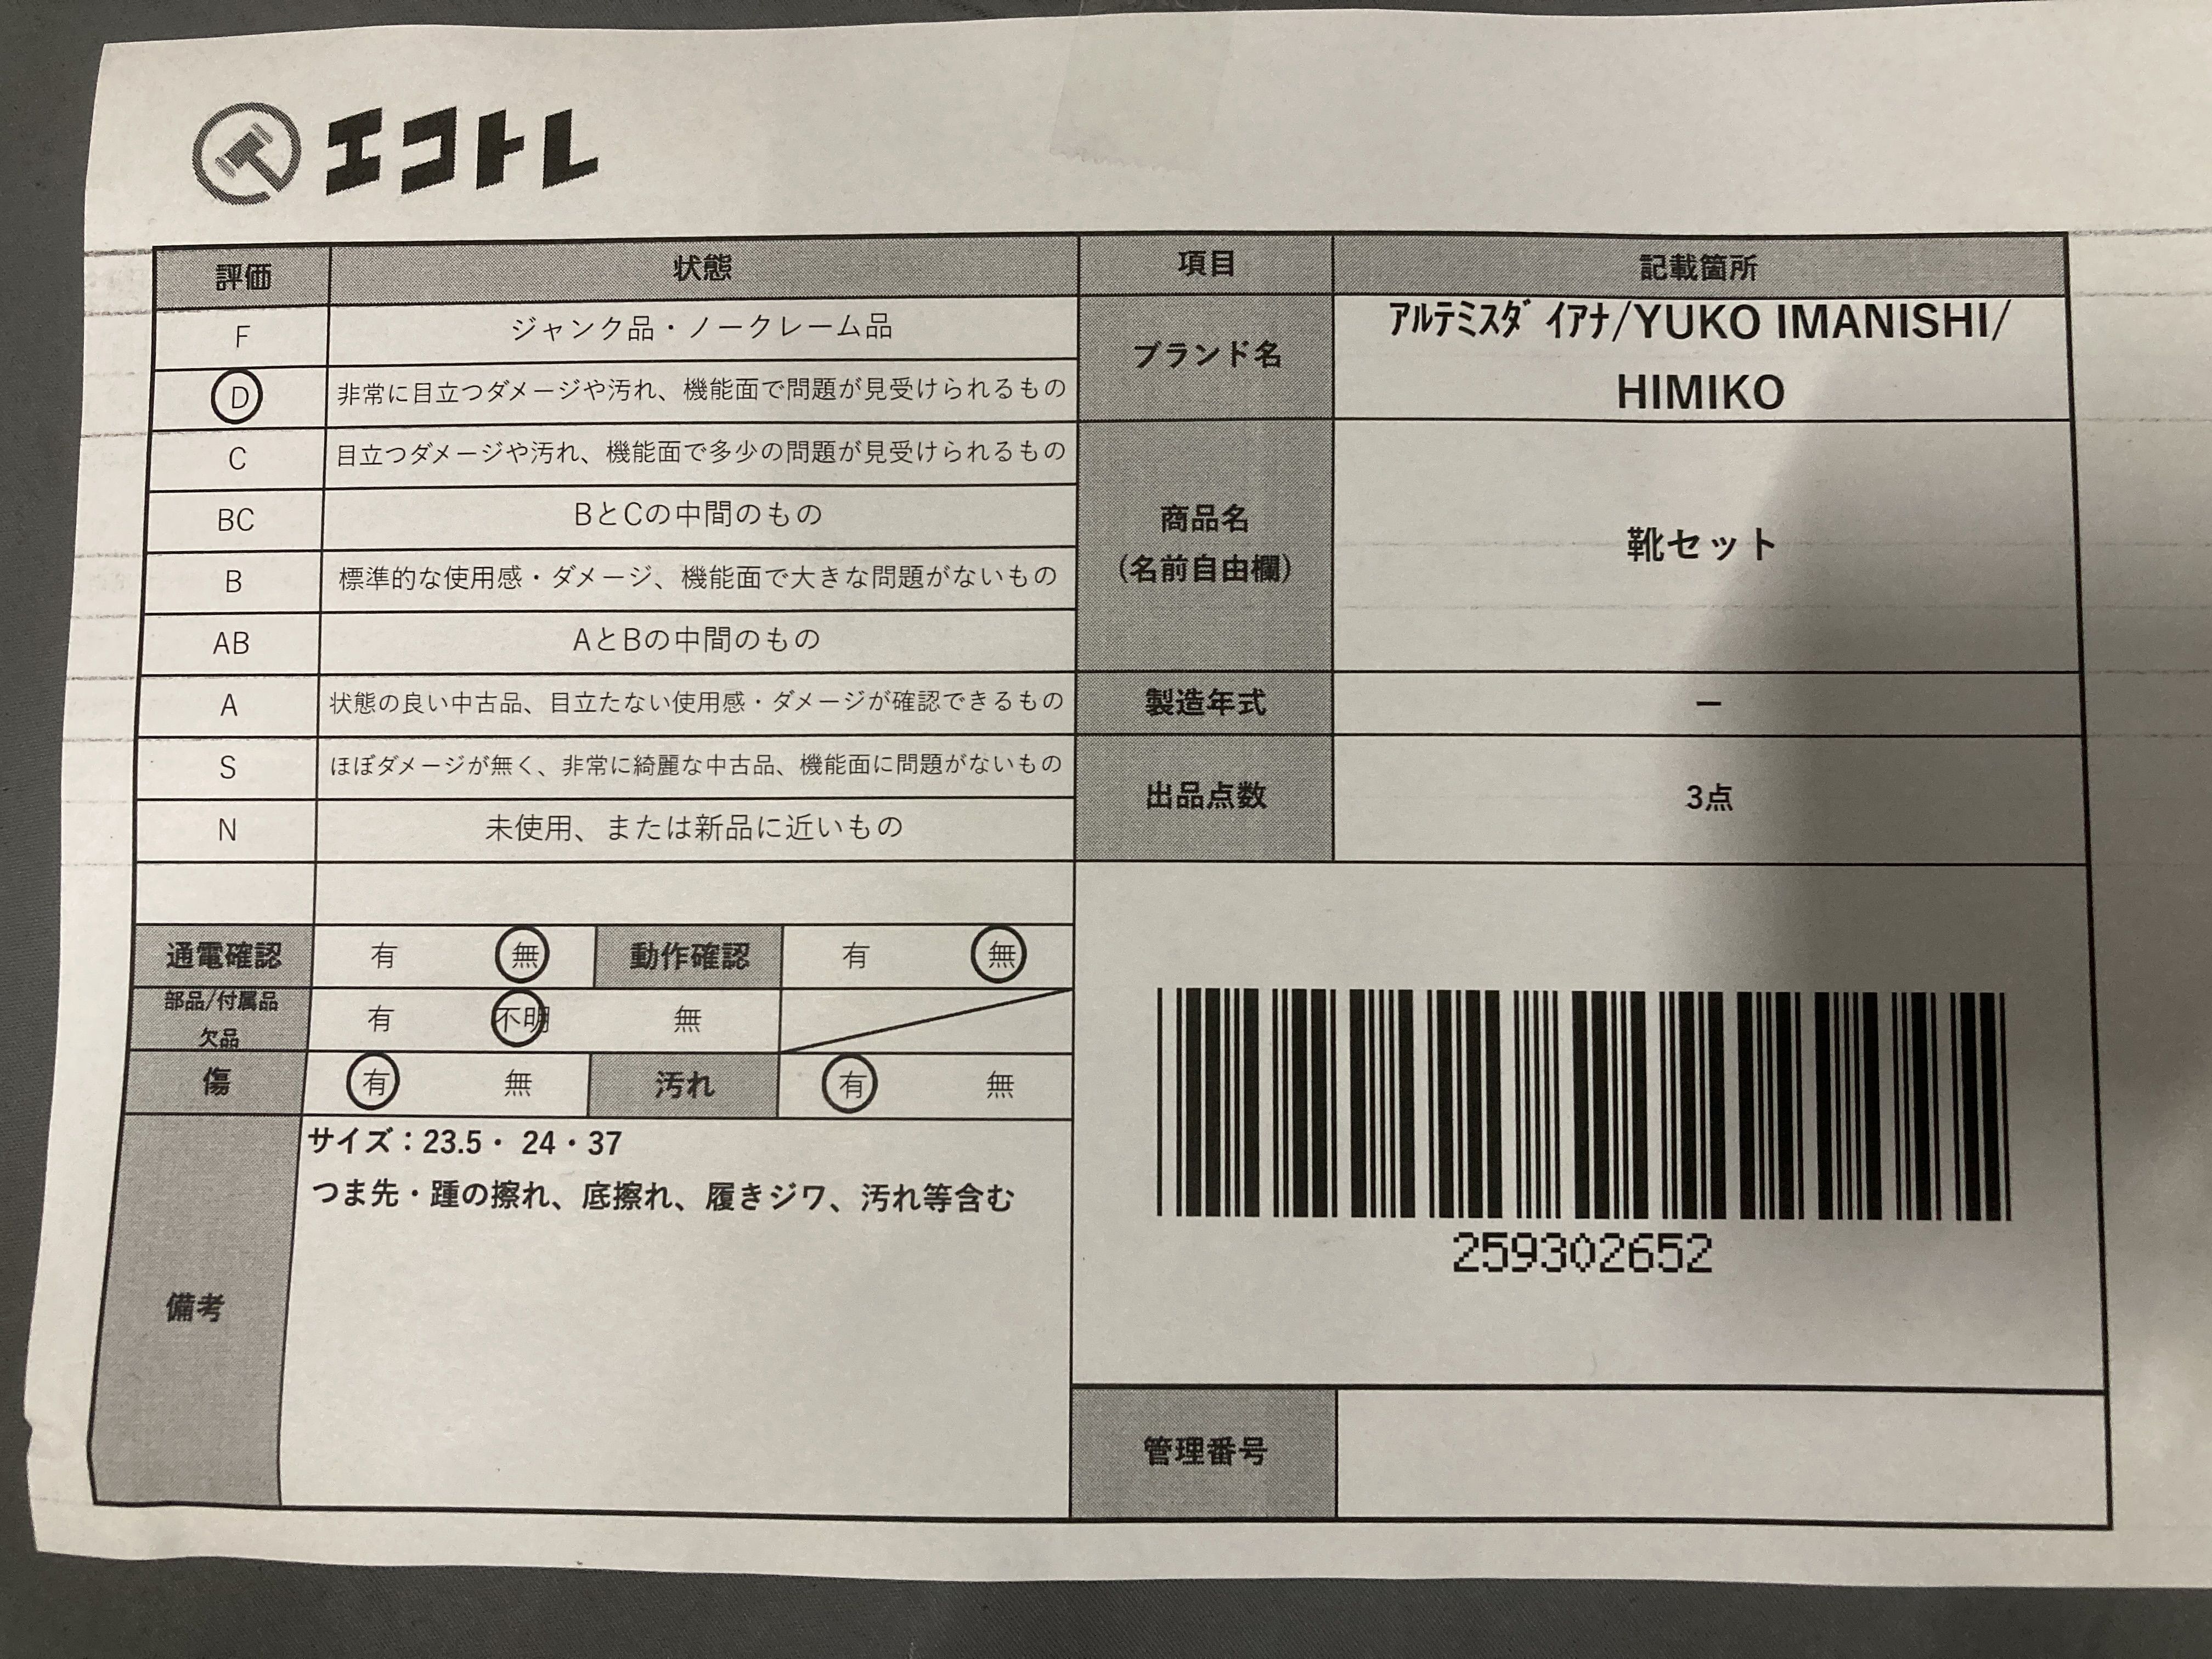 エコトレ
評価 状態 項目 記載箇所
F ジャンク品・ノークレーム品
D 非常に目立つダメージや汚れ、機能面で問題が見受けられるもの
C 目立つダメージや汚れ、機能面で多少の問題が見受けられるもの
BC BとCの中間のもの
B 標準的な使用感・ダメージ、機能面で大きな問題がないもの
AB AとBの中間のもの
A 状態の良い中古品、目立たない使用感・ダメージが確認できるもの
S ほぼダメージが無く、非常に綺麗な中古品、機能面に問題がないもの
N 未使用、または新品に近いもの
ブランド名
ｱﾙﾃﾐｽﾀﾞｲｱﾅ/YUKO IMANISHI/
HIMIKO
商品名
（名前自由欄）
靴セット
製造年式 ー
出品点数 3点
通電確認 有 無 動作確認 有 無
部品/付属品
欠品
有 不明 無
傷 有 無 汚れ 有 無
備考
サイズ：23.5・ 24・37
つま先・踵の擦れ、底擦れ、履きジワ、汚れ等含む
259302652
管理番号